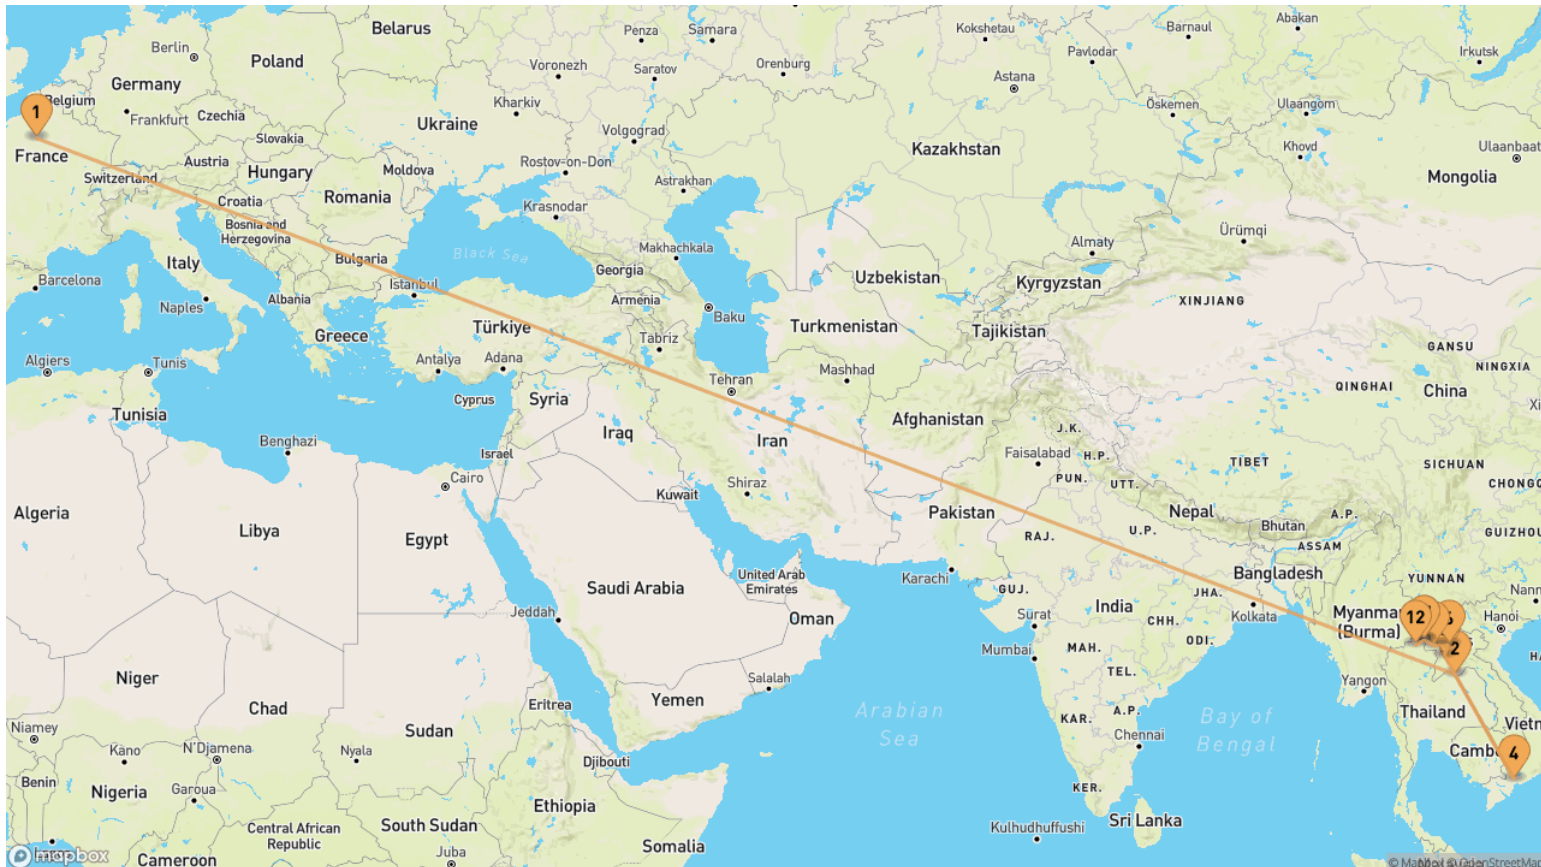 Belarus
Penza
Samara
Kokshetau
Barnaul
Abakan
Berlin
Poland
Voronezh
Saratov
Orenburg
Pavlodar
Irkutsk
Germany
Astana
Belgium
1
Frankfurt
Czechia
Kharkiv
Ukraine
Volgograd
Öskemen
Ulaangom
Slovakia
France
Austria
Hungary
Moldova
Rostov-on-Don
Kazakhstan
Khovd
Ulaanbaat
Switzerland
Romania
Astrakhan
Mongolia
Croatia
Krasnodar
Bosnia and
Herzegovina
Black Sea
Makhachkala
Almaty
Ürümqi
Italy
Bulgaria
Georgia
Uzbekistan
Kyrgyzstan
Barcelona
Istanbul
Naples
Albania
Armenia
Baku
XINJIANG
Greece
Türkiye
Turkmenistan
Tajikistan
Tabriz
GANSU
Algiers
Tunis
Antalya
Adana
Tehran
Mashhad
NINGXIA
QINGHAI
China
Cyprus
Syria
Tunisia
Afghanistan
Xi
Iraq
Iran
J.K.
Benghazi
Israel
Faisalabad
H.P.
TIBET
SICHUAN
Cairo
Shiraz
PUN.
UTT.
CHONGQ
Kuwait
Algeria
Pakistan
Nepal
A.P.
Libya
Egypt
RAJ.
U.P.
Bhutan
GUIZHOU
ASSAM
Saudi Arabia
United Arab
Emirates
Karachi
Bangladesh
YUNNAN
GUJ.
JHA.
Nann
Jeddah
Oman
Surat
India
Kolkata
Myanmar
(Burma)
12
Hanoi
CHH.
ODI.
Mumbai
MAH.
2
Niger
Salalah
TEL.
Yangon
Chad
Eritrea
Yemen
Arabian
Sea
KAR.
A.P.
Bay of
Bengal
Thailand
Niamey
Sudan
Vietn
Kano
N'Djamena
Nyala
Chennai
Djibouti
Camb
4
Benin
Nigeria
Garoua
KER.
Ethiopia
Central African
Republic
South Sudan
Kulhudhuffushi
Sri Lanka
Somalia
mapbox
Cameroon
Juba
© Mapbox © OpenStreetMap